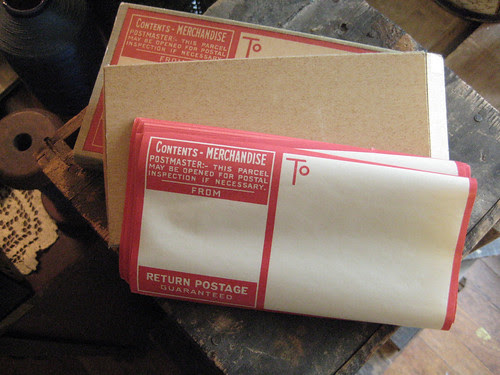 CONTENTS - MERCHANDISE
POSTMASTER:- THIS PARCEL
MAY BE OPENED FOR POSTAL
INSPECTION IF NECESSARY.
FROM
TO
CONTENTS - MERCHANDISE
POSTMASTER:- THIS PARCEL
MAY BE OPENED FOR POSTAL
INSPECTION IF NECESSARY.
FROM
TO
RETURN POSTAGE
GUARANTEED